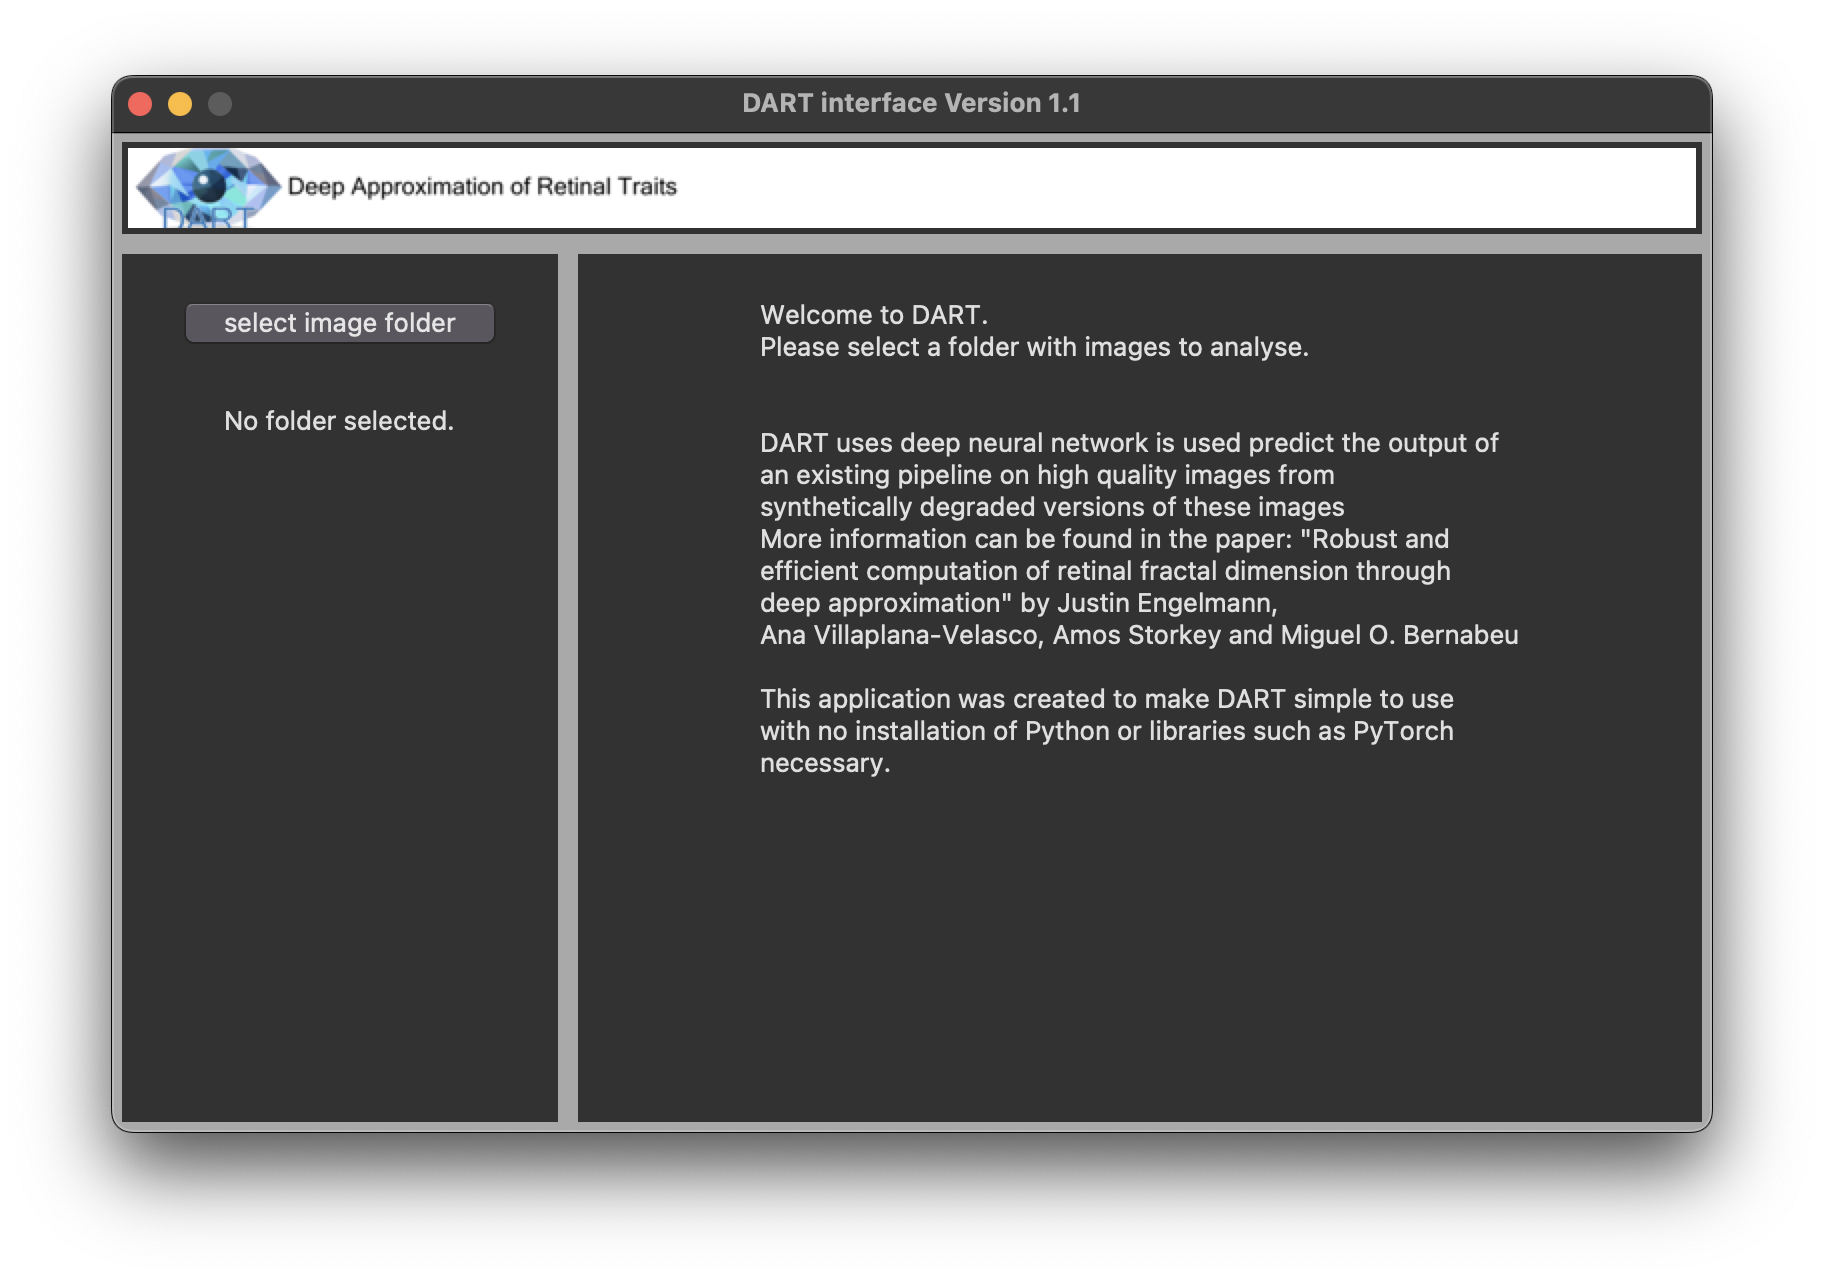 DART interface Version 1.1
DART
Deep Approximation of Retinal Traits
select image folder
No folder selected.
Welcome to DART.
Please select a folder with images to analyse.
DART uses deep neural network is used predict the output of
an existing pipeline on high quality images from
synthetically degraded versions of these images
More information can be found in the paper: "Robust and
efficient computation of retinal fractal dimension through
deep approximation" by Justin Engelmann,
Ana Villaplana-Velasco, Amos Storkey and Miguel O. Bernabeu
This application was created to make DART simple to use
with no installation of Python or libraries such as PyTorch
necessary.